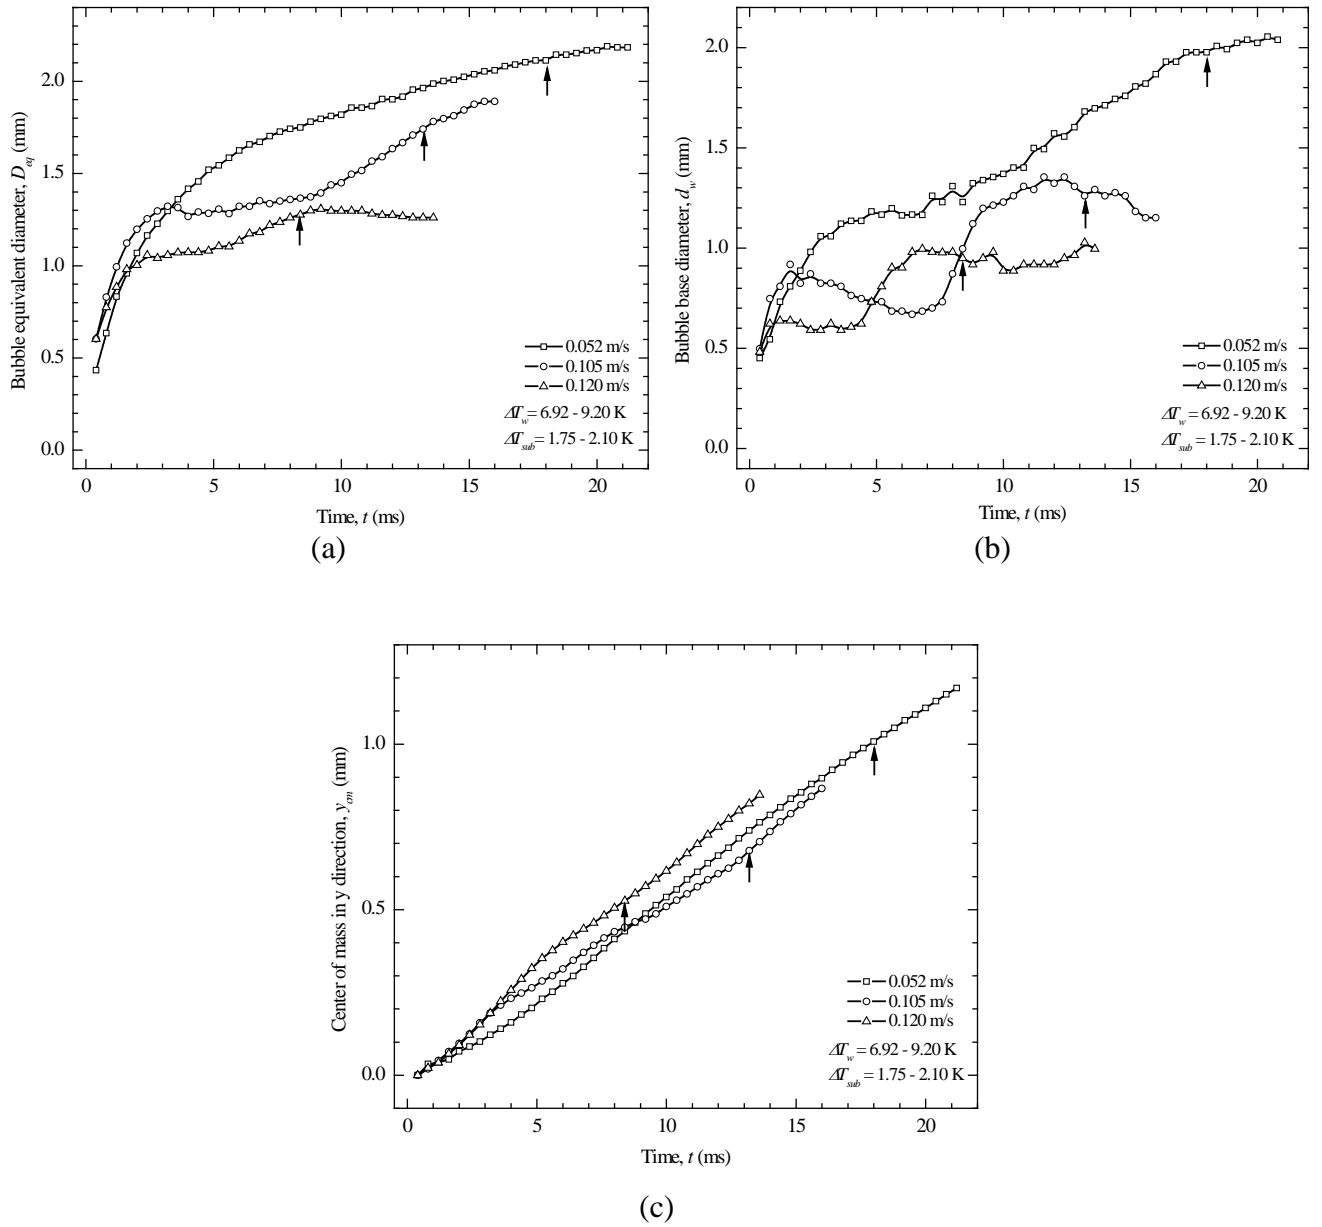 Bubble equivalent diameter, D_eq (mm)
2.0
1.5
1.0
0.5
0.0
0.052 m/s
0.105 m/s
0.120 m/s
ΔT_w = 6.92 - 9.20 K
ΔT_sub = 1.75 - 2.10 K
0 5 10 15 20
Time, t (ms)
(a)
Bubble base diameter, d_w (mm)
2.0
1.5
1.0
0.5
0.0
0.052 m/s
0.105 m/s
0.120 m/s
ΔT_w = 6.92 - 9.20 K
ΔT_sub = 1.75 - 2.10 K
0 5 10 15 20
Time, t (ms)
(b)
Center of mass in y direction, y_cm (mm)
1.0
0.5
0.0
0.052 m/s
0.105 m/s
0.120 m/s
ΔT_w = 6.92 - 9.20 K
ΔT_sub = 1.75 - 2.10 K
0 5 10 15 20
Time, t (ms)
(c)